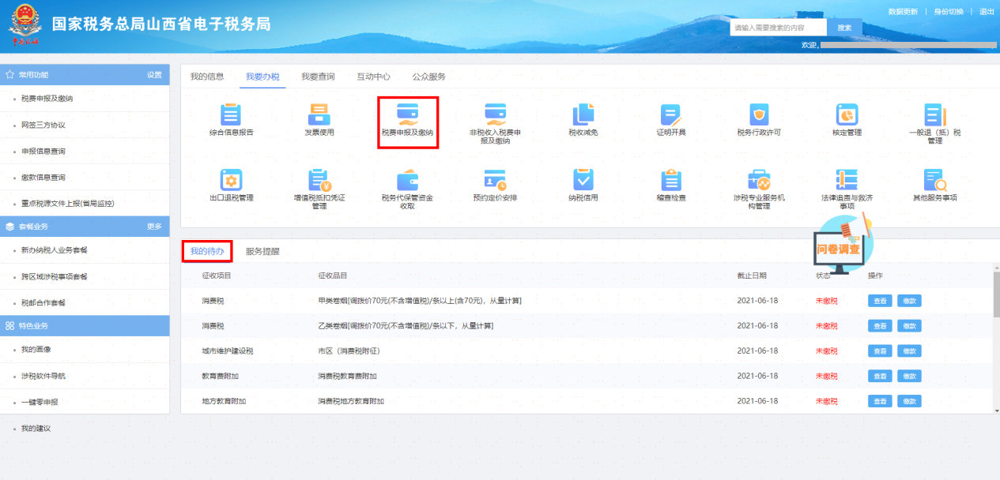 国家税务总局山西省电子税务局
数据更新 | 身份切换 | 退出
请输入需要搜索的内容 搜索
欢迎,
常用功能 设置
税费申报及缴纳
网签三方协议
申报信息查询
缴款信息查询
重点税源文件上报(省局监控)
套餐业务 更多
新办纳税人业务套餐
跨区域涉税事项套餐
税邮合作套餐
特色业务
我的画像
涉税软件导航
一键零申报
我的建议
我的信息 我要办税 我要查询 互动中心 公众服务
综合信息报告 发票使用 税费申报及缴纳 非税收入税费申 税收减免 证明开具 税务行政许可 核定管理 一般退（抵）税
报及缴纳 管理
出口退税管理 增值税抵扣凭证 税务代保管资金 预约定价安排 纳税信用 稽查检查 涉税专业服务机 法律追责与救济 其他服务事项
管理 收取 构管理 事项
问卷调查
我的待办 服务提醒
征收项目 征收品目 截止日期 状态 操作
消费税 甲类卷烟[调拨价70元(不含增值税)/条以上(含70元)，从量计算] 2021-06-18 未缴税 查看 缴款
消费税 乙类卷烟[调拨价70元(不含增值税)/条以下，从量计算] 2021-06-18 未缴税 查看 缴款
城市维护建设税 市区（消费税附征） 2021-06-18 未缴税 查看 缴款
教育费附加 消费税教育费附加 2021-06-18 未缴税 查看 缴款
地方教育附加 消费税地方教育附加 2021-06-18 未缴税 查看 缴款